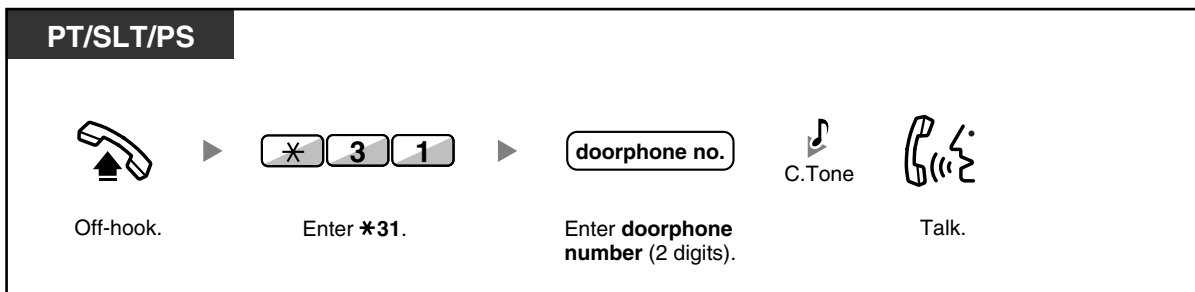 PT/SLT/PS
✳ 3 1
doorphone no.
C.Tone
Off-hook.
Enter ✳31.
Enter doorphone
number (2 digits).
Talk.